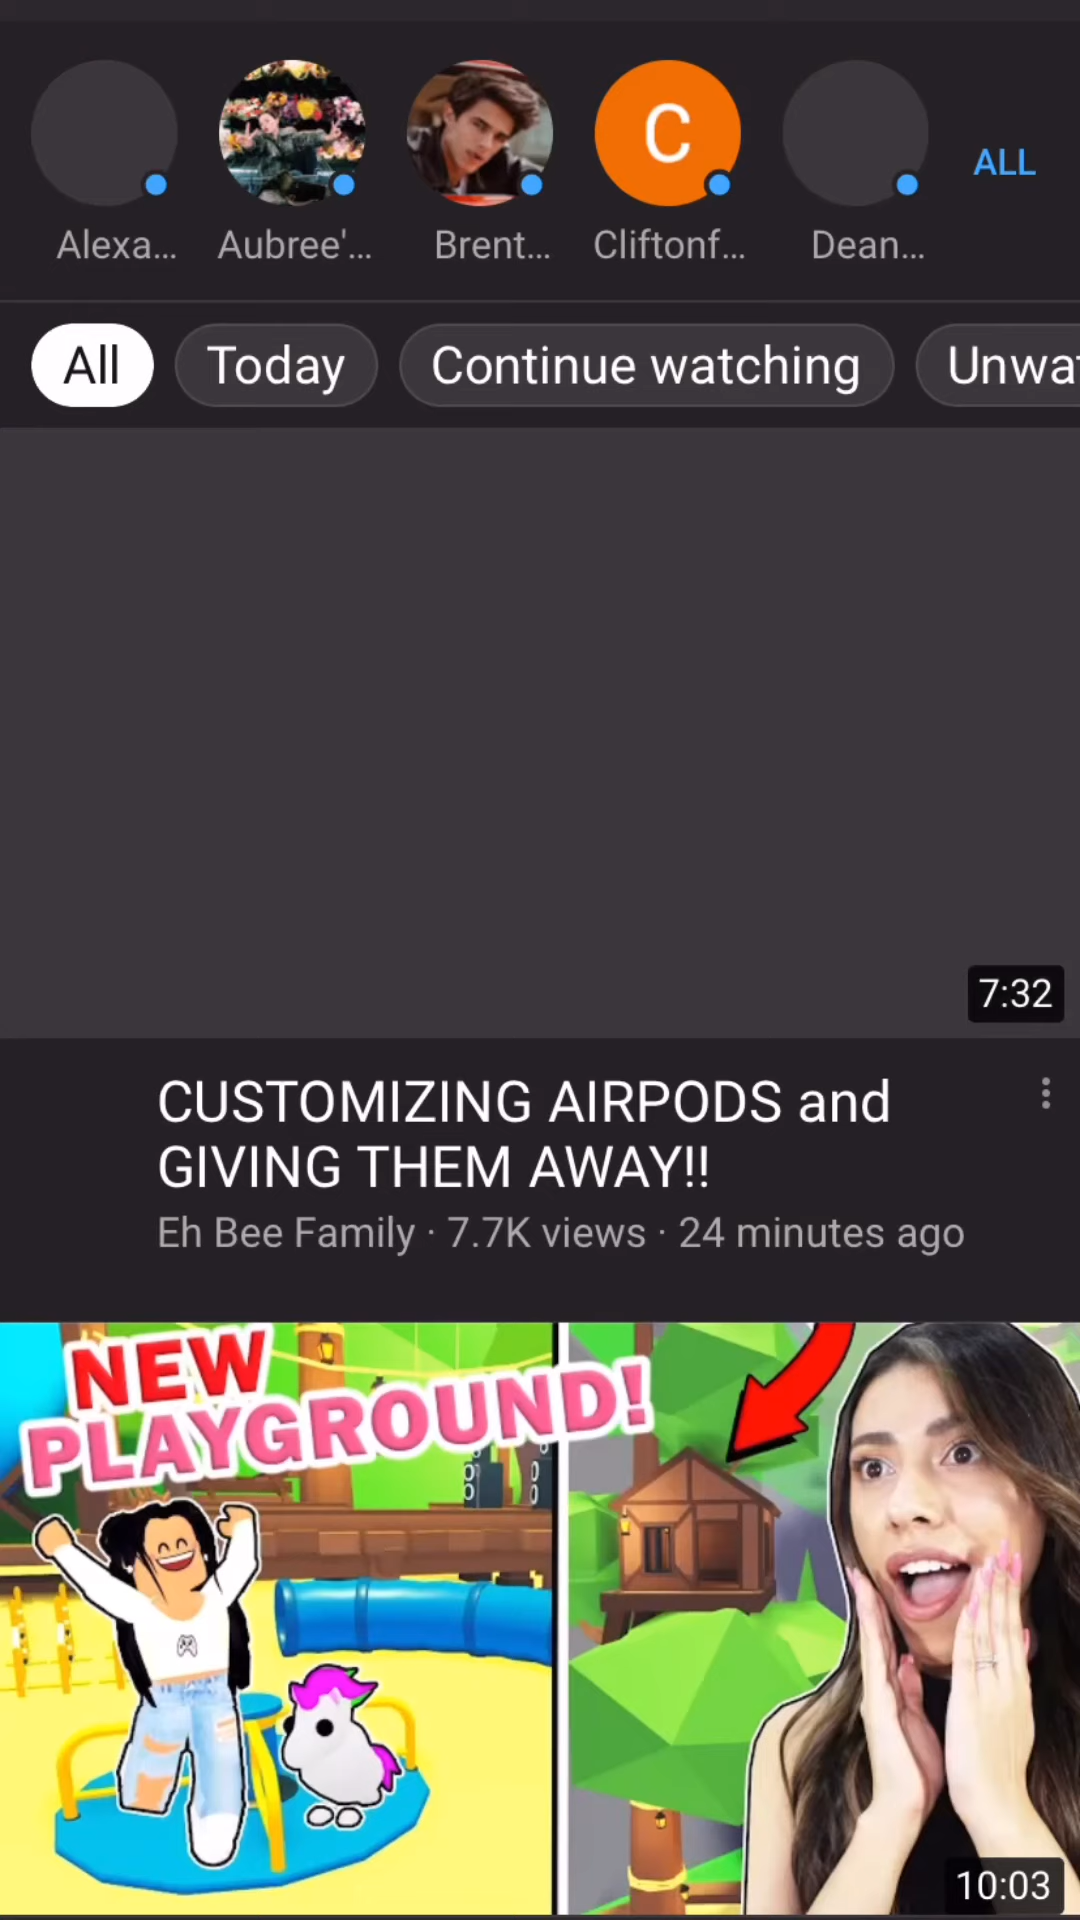 C
ALL
Alexa...
Aubree'...
Brent...
Cliftonf...
Dean...
All
Today
Continue watching
Unwa
7:32
CUSTOMIZING AIRPODS and
GIVING THEM AWAY!!
Eh Bee Family · 7.7K views · 24 minutes ago
NEW
PLAYGROUND!
10:03